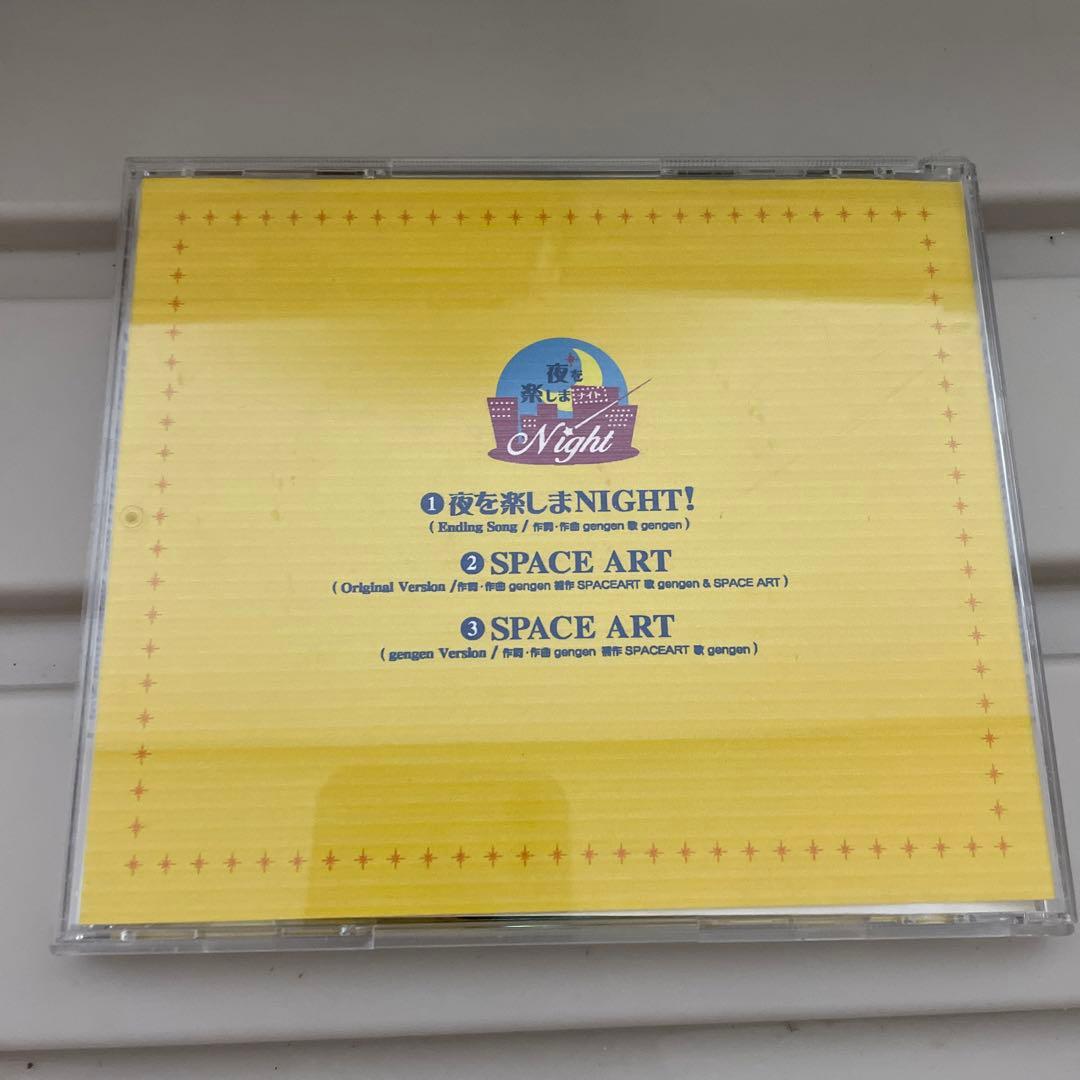 夜を
楽しまナイト
Night
❶夜を楽しまNIGHT!
( Ending Song / 作詞・作曲 gengen 歌 gengen )
❷SPACE ART
( Original Version /作詞・作曲 gengen 補作 SPACEART 歌 gengen & SPACE ART )
❸SPACE ART
( gengen Version / 作詞・作曲 gengen 補作 SPACEART 歌 gengen )